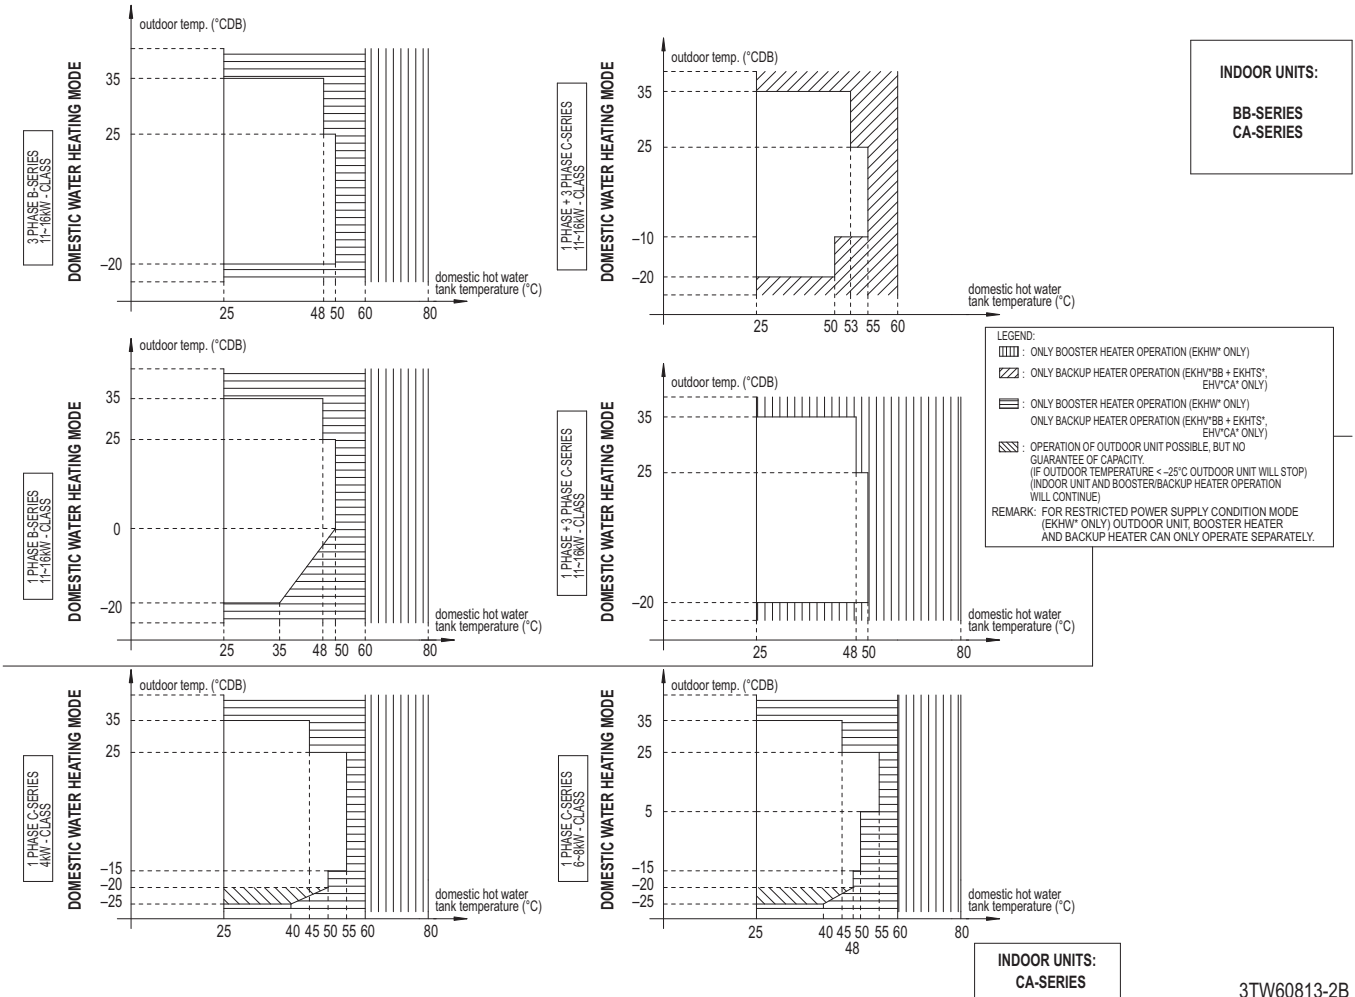 outdoor temp. (°CDB)
DOMESTIC WATER HEATING MODE
3 PHASE B-SERIES
11~16kW - CLASS
35
25
–20
domestic hot water
tank temperature (°C)
25 48 50 60 80
outdoor temp. (°CDB)
DOMESTIC WATER HEATING MODE
1 PHASE + 3 PHASE C-SERIES
11~16kW - CLASS
35
25
–10
–20
domestic hot water
tank temperature (°C)
25 50 53 55 60
INDOOR UNITS:
BB-SERIES
CA-SERIES
LEGEND:
: ONLY BOOSTER HEATER OPERATION (EKHW* ONLY)
: ONLY BACKUP HEATER OPERATION (EKHV*BB + EKHTS*,
EHV*CA* ONLY)
: ONLY BOOSTER HEATER OPERATION (EKHW* ONLY)
ONLY BACKUP HEATER OPERATION (EKHV*BB + EKHTS*,
EHV*CA* ONLY)
: OPERATION OF OUTDOOR UNIT POSSIBLE, BUT NO
GUARANTEE OF CAPACITY.
(IF OUTDOOR TEMPERATURE < –25°C OUTDOOR UNIT WILL STOP)
(INDOOR UNIT AND BOOSTER/BACKUP HEATER OPERATION
WILL CONTINUE)
REMARK: FOR RESTRICTED POWER SUPPLY CONDITION MODE
(EKHW* ONLY) OUTDOOR UNIT, BOOSTER HEATER
AND BACKUP HEATER CAN ONLY OPERATE SEPARATELY.
outdoor temp. (°CDB)
DOMESTIC WATER HEATING MODE
1 PHASE B-SERIES
11~16kW - CLASS
35
25
0
–20
domestic hot water
tank temperature (°C)
25 35 48 50 60 80
outdoor temp. (°CDB)
DOMESTIC WATER HEATING MODE
1 PHASE + 3 PHASE C-SERIES
11~16kW - CLASS
35
25
–20
domestic hot water
tank temperature (°C)
25 48 50 80
outdoor temp. (°CDB)
DOMESTIC WATER HEATING MODE
1 PHASE C-SERIES
4kW - CLASS
35
25
–15
–20
–25
domestic hot water
tank temperature (°C)
25 40 45 50 55 60 80
outdoor temp. (°CDB)
DOMESTIC WATER HEATING MODE
1 PHASE C-SERIES
6~8kW - CLASS
35
25
5
–15
–20
–25
domestic hot water
tank temperature (°C)
25 40 45 50 55 60 80
48
INDOOR UNITS:
CA-SERIES
3TW60813-2B